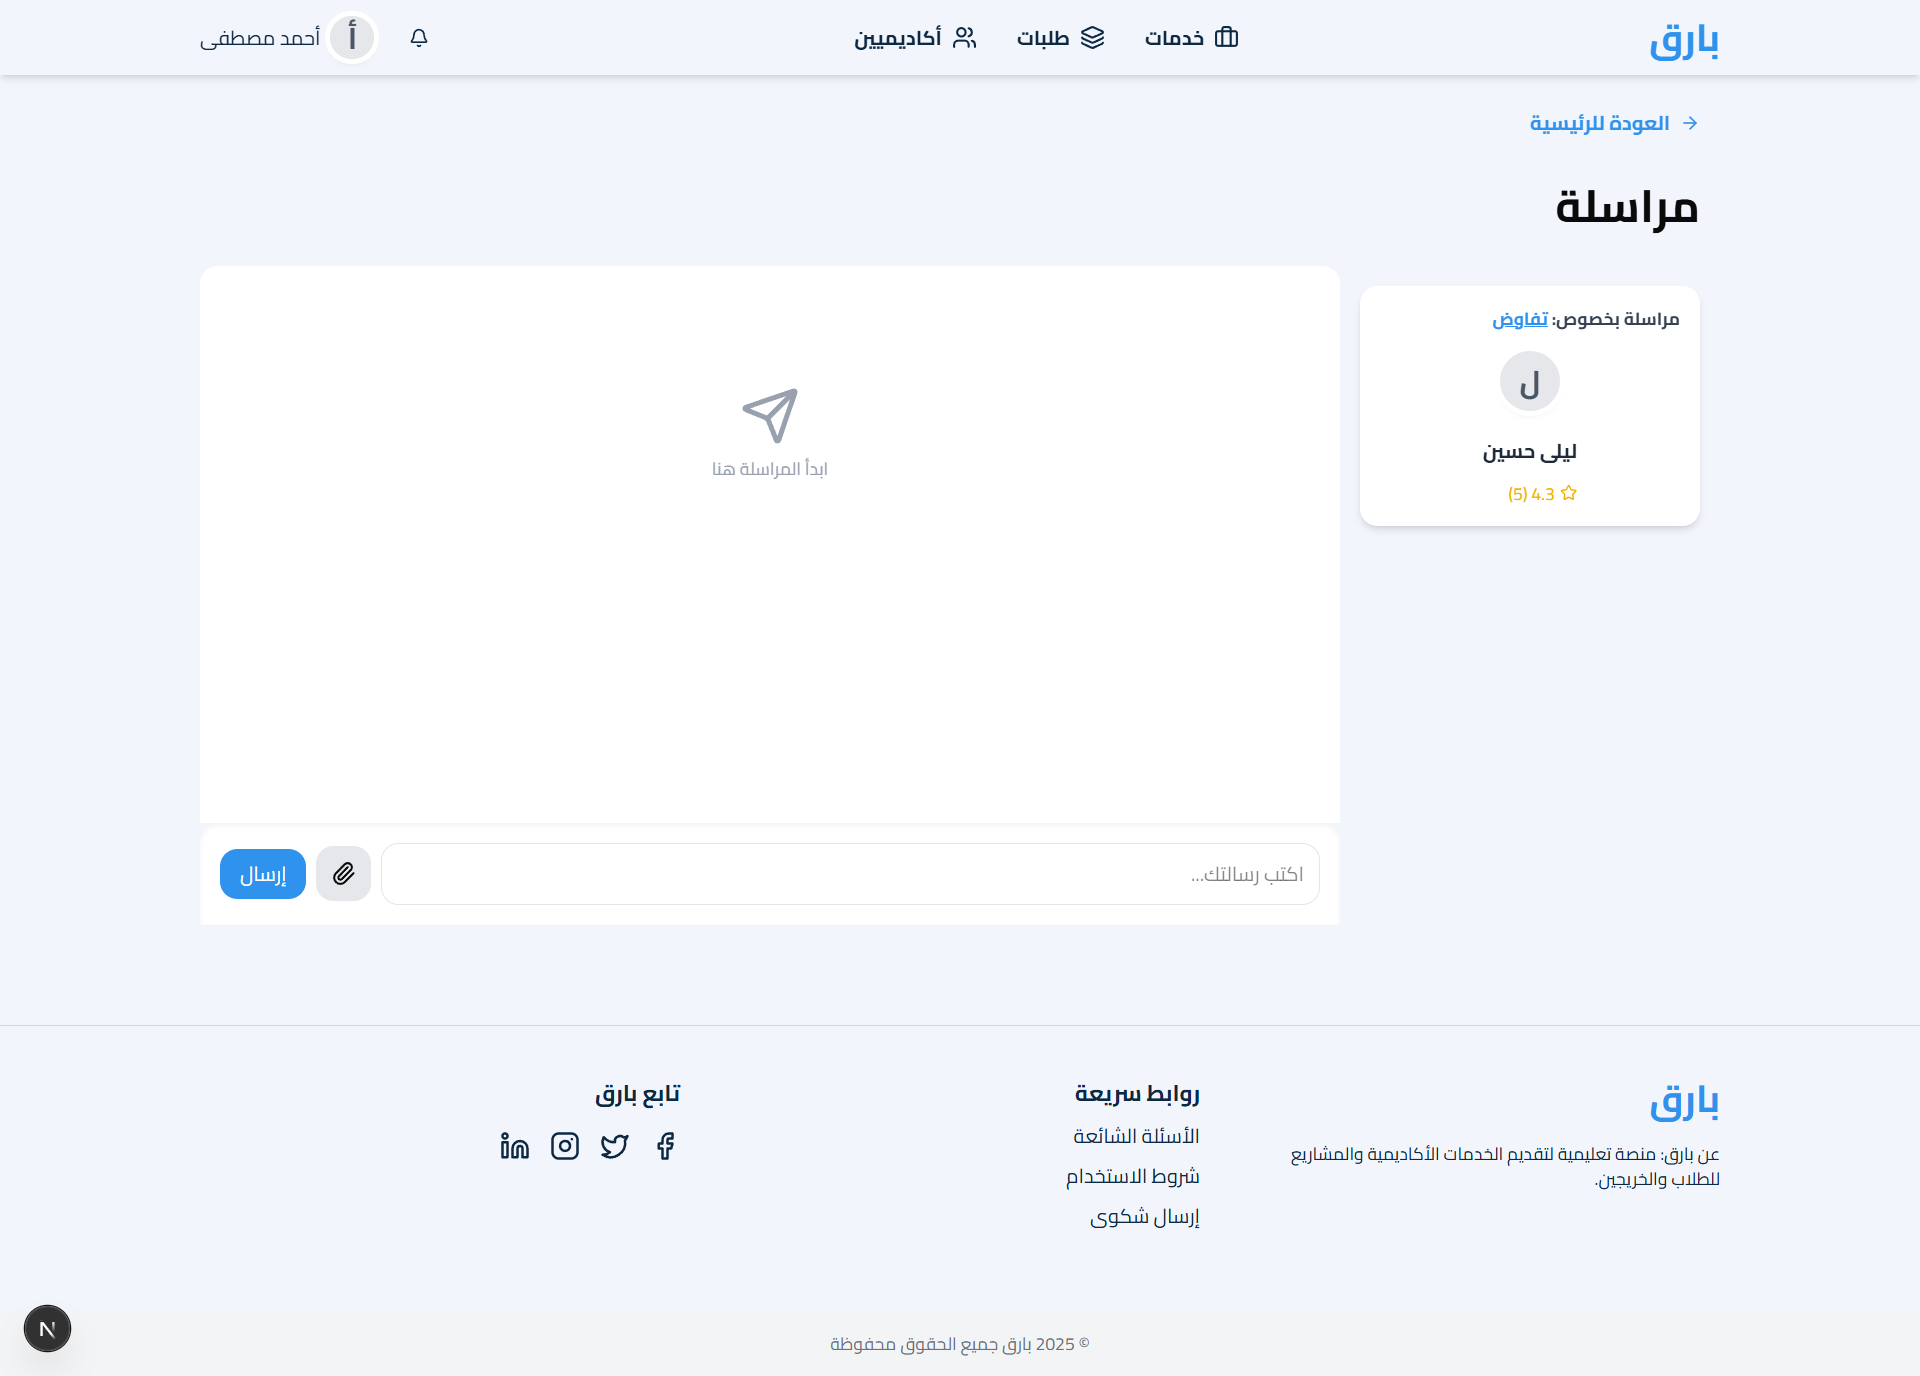 بارق
خدمات
طلبات
أكاديميين
أ
أحمد مصطفى
العودة للرئيسية
مراسلة
مراسلة بخصوص: تفاوض
ل
ليلى حسين
4.3 (5)
ابدأ المراسلة هنا
اكتب رسالتك...
إرسال
بارق
عن بارق: منصة تعليمية لتقديم الخدمات الأكاديمية والمشاريع
للطلاب والخريجين.
روابط سريعة
الأسئلة الشائعة
شروط الاستخدام
إرسال شكوى
تابع بارق
© 2025 بارق جميع الحقوق محفوظة
N